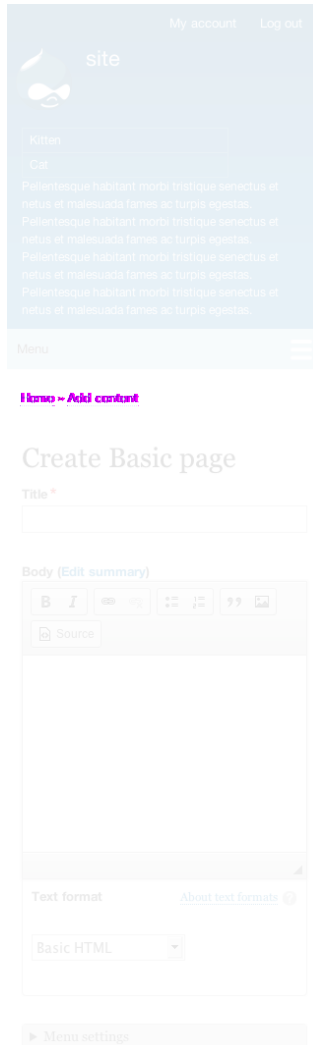 My account Log out
site
Kitten
Cat
Pellentesque habitant morbi tristique senectus et
netus et malesuada fames ac turpis egestas.
Pellentesque habitant morbi tristique senectus et
netus et malesuada fames ac turpis egestas.
Pellentesque habitant morbi tristique senectus et
netus et malesuada fames ac turpis egestas.
Pellentesque habitant morbi tristique senectus et
netus et malesuada fames ac turpis egestas.
Menu
Home » Add content
Create Basic page
Title *
Body (Edit summary)
B I
Source
Text format About text formats ?
Basic HTML
Menu settings